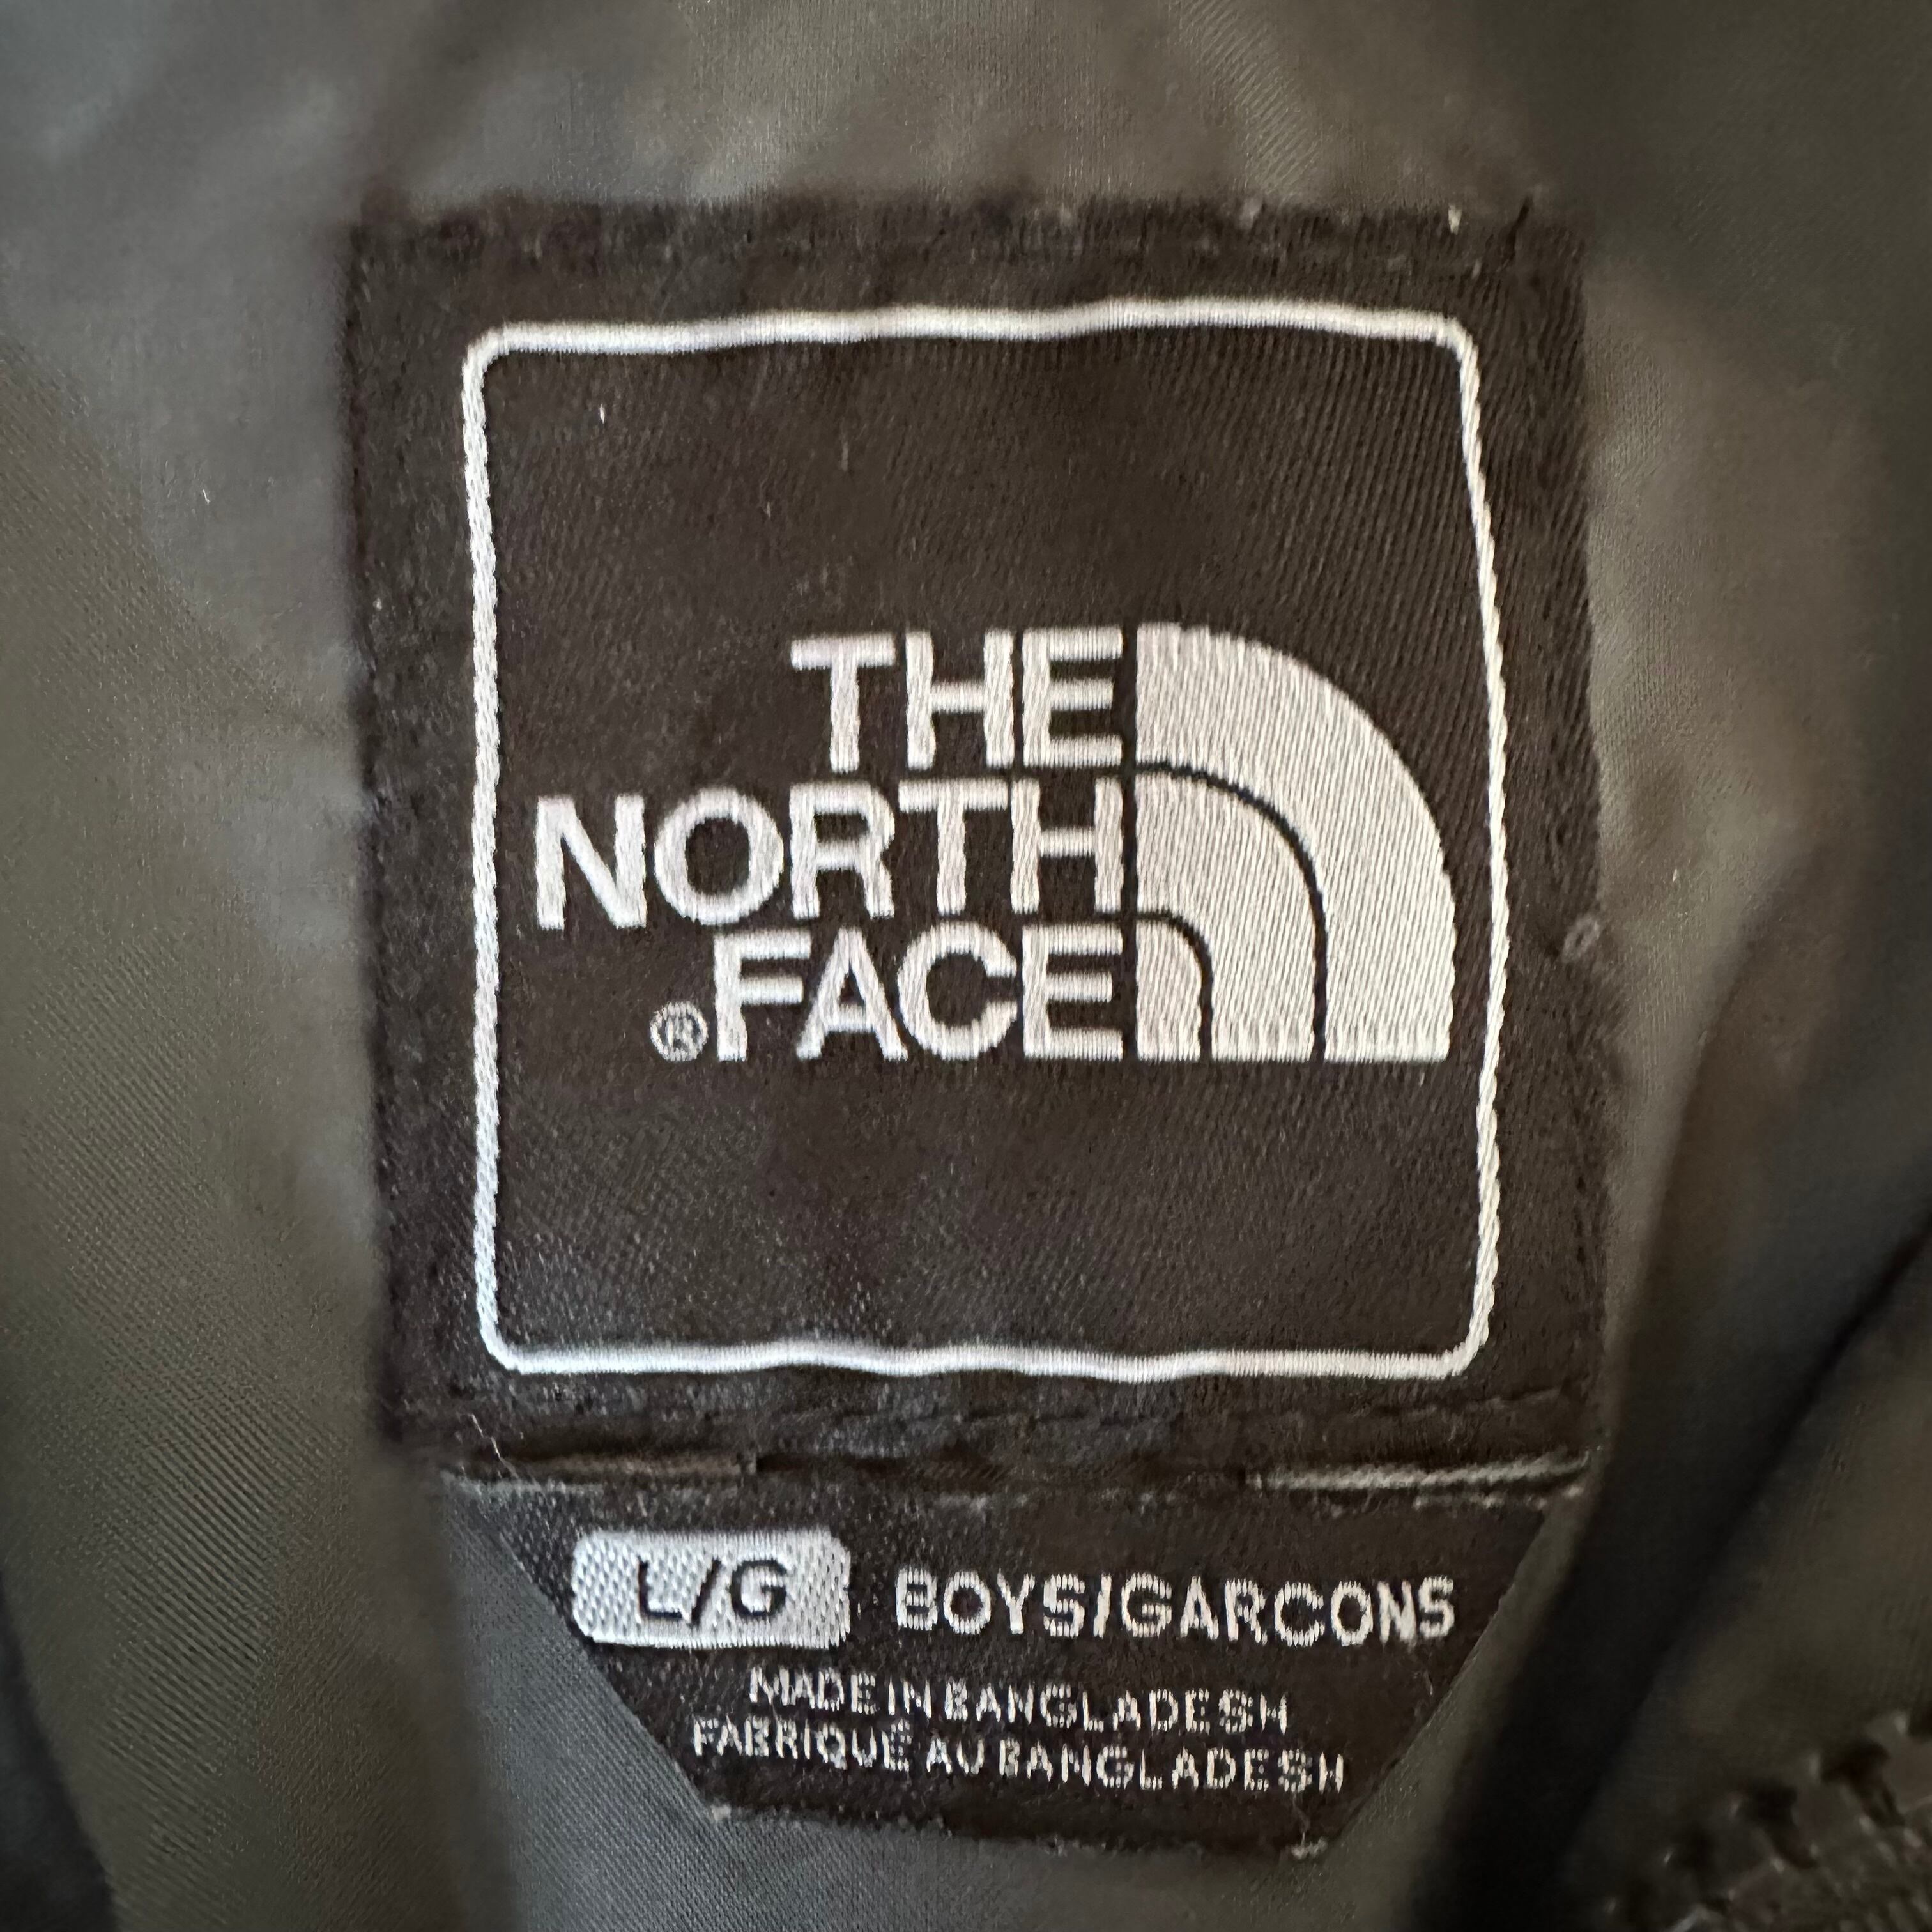 THE
NORTH
®FACE
L/G BOYS/GARCONS
MADE IN BANGLADESH
FABRIQUÉ AU BANGLADESH